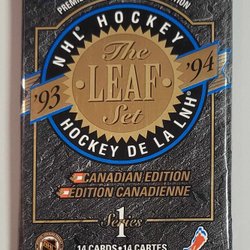 NHL HOCKEY
'93 '94
The
LEAF
Set
HOCKEY DE LA LNH
CANADIAN EDITION
ÉDITION CANADIENNE
Series
1
14 CARDS • 14 CARTES